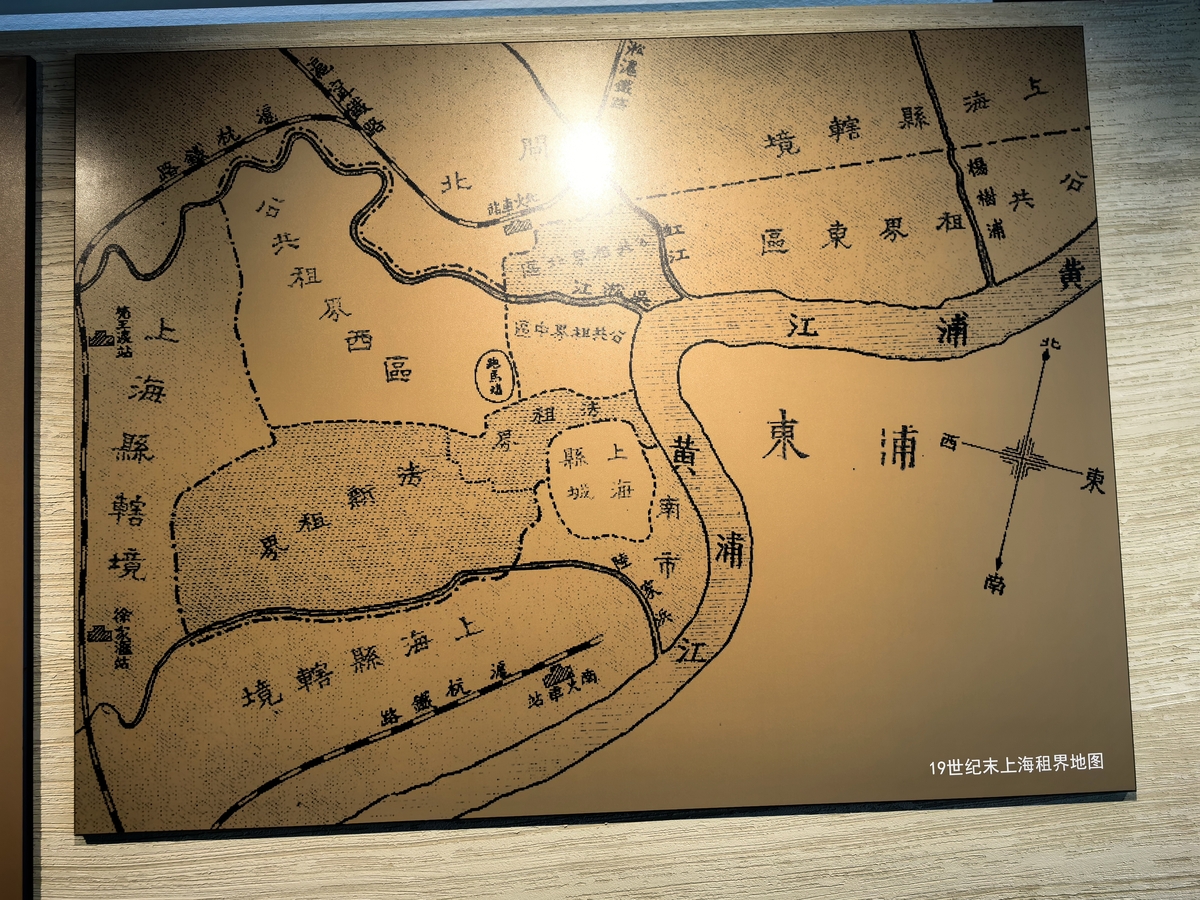 滬寧鐵路
淞滬鐵路
滬杭鐵路
上海縣轄境
閘北
北火車站
楊樹浦
公共租界東區
公共租界西區
公共租界北區
虹江
吳淞江
公共租界中區
黃浦江
梵王渡站
上海縣轄境
跑馬場
法租界
上海縣城
法新租界
南市
黃浦江
浦東
北
西
東
南
陸家浜
徐家滙站
上海縣轄境
滬杭鐵路
南火車站
19世纪末上海租界地图